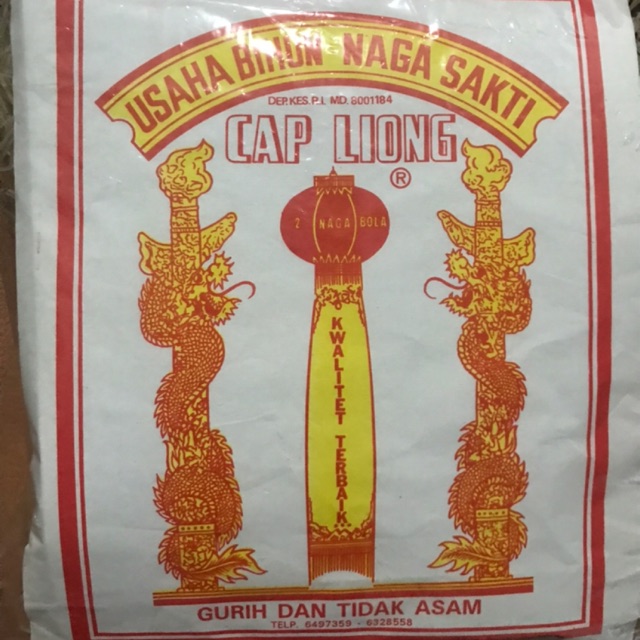 USAHA BIHUN NAGA SAKTI
DEP.KES.R.I. MD. 8001184
CAP LIONG
®
2 NAGA BOLA
KWALITET TERBAIK
GURIH DAN TIDAK ASAM
TELP. 6497359 - 6328558